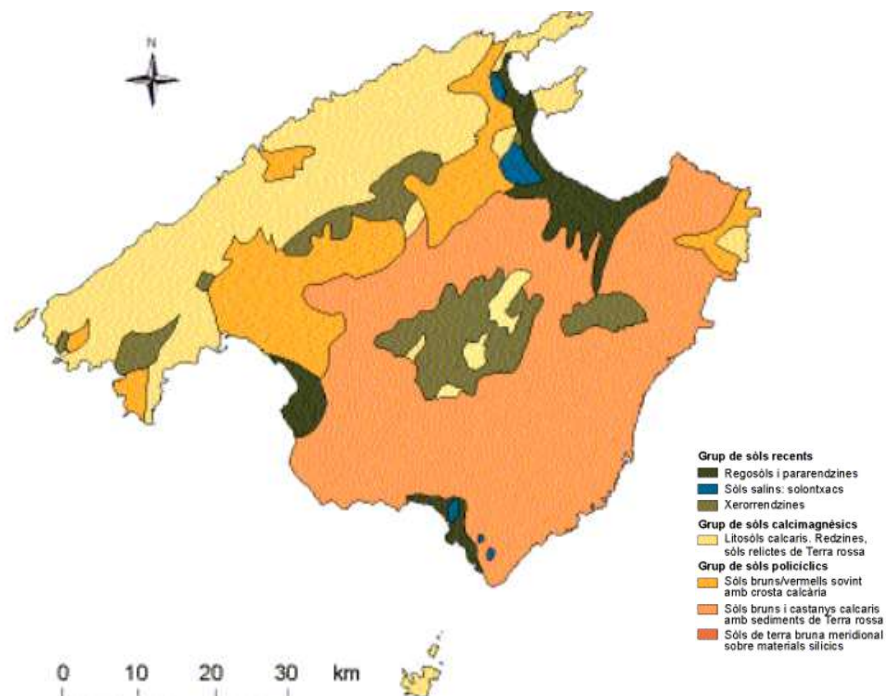 N
Grup de sòls recents
Regosòls i pararendzines
Sòls salins: solontxacs
Xerorrendzines
Grup de sòls calcimagnésics
Litosòls calcaris. Redzines,
sòls relictes de Terra rossa
Grup de sòls policíclics
Sòls bruns/vermells sovint
amb crosta calcària
Sòls bruns i castanys calcaris
amb sediments de Terra rossa
Sòls de terra bruna meridional
sobre materials silícics
0 10 20 30 km